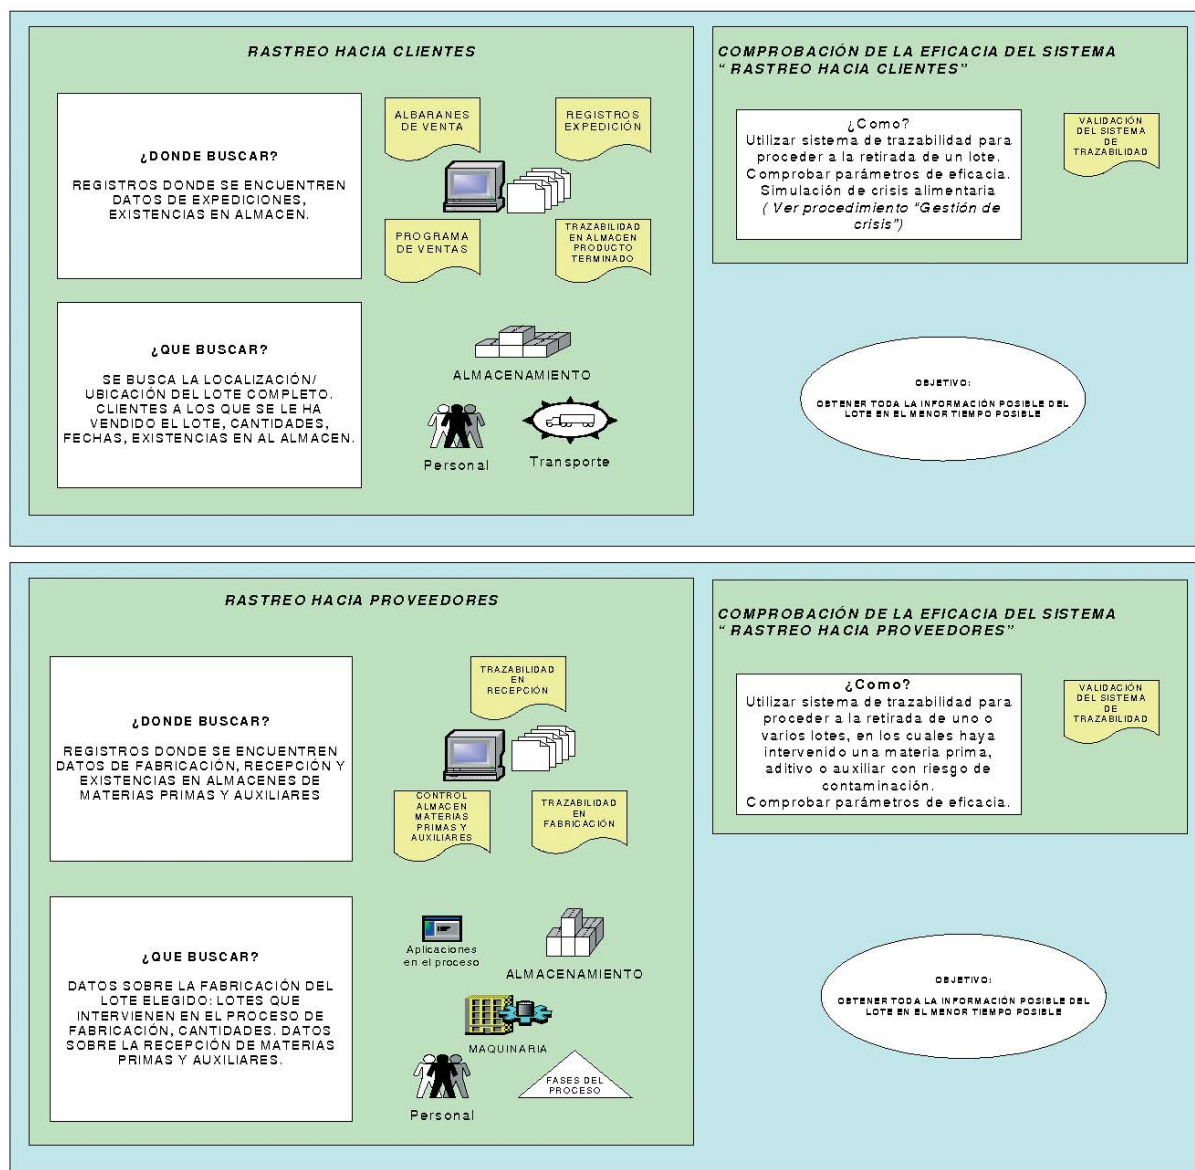 RASTREO HACIA CLIENTES
¿DONDE BUSCAR?
REGISTROS DONDE SE ENCUENTREN
DATOS DE EXPEDICIONES,
EXISTENCIAS EN ALMACEN.
ALBARANES
DE VENTA
REGISTROS
EXPEDICIÓN
PROGRAMA
DE VENTAS
TRAZABILIDAD
EN ALMACEN
PRODUCTO
TERMINADO
¿QUE BUSCAR?
SE BUSCA LA LOCALIZACIÓN/
UBICACIÓN DEL LOTE COMPLETO.
CLIENTES A LOS QUE SE LE HA
VENDIDO EL LOTE, CANTIDADES,
FECHAS, EXISTENCIAS EN AL ALMACEN.
ALMACENAMIENTO
Personal
Transporte
COMPROBACIÓN DE LA EFICACIA DEL SISTEMA
“ RASTREO HACIA CLIENTES”
¿Como?
Utilizar sistema de trazabilidad para
proceder a la retirada de un lote.
Comprobar parámetros de eficacia.
Simulación de crisis alimentaria
( Ver procedimiento “Gestión de
crisis”)
VALIDACIÓN
DEL SISTEMA
DE
TRAZABILIDAD
OBJETIVO:
OBTENER TODA LA INFORMACIÓN POSIBLE DEL
LOTE EN EL MENOR TIEMPO POSIBLE
RASTREO HACIA PROVEEDORES
¿DONDE BUSCAR?
REGISTROS DONDE SE ENCUENTREN
DATOS DE FABRICACIÓN, RECEPCIÓN Y
EXISTENCIAS EN ALMACENES DE
MATERIAS PRIMAS Y AUXILIARES
TRAZABILIDAD
EN
RECEPCIÓN
CONTROL
ALMACEN
MATERIAS
PRIMAS Y
AUXILIARES
TRAZABILIDAD
EN
FABRICACIÓN
¿QUE BUSCAR?
DATOS SOBRE LA FABRICACIÓN DEL
LOTE ELEGIDO: LOTES QUE
INTERVIENEN EN EL PROCESO DE
FABRICACIÓN, CANTIDADES. DATOS
SOBRE LA RECEPCIÓN DE MATERIAS
PRIMAS Y AUXILIARES.
Aplicaciones
en el proceso
ALMACENAMIENTO
MAQUINARIA
Personal
FASES DEL
PROCESO
COMPROBACIÓN DE LA EFICACIA DEL SISTEMA
“ RASTREO HACIA PROVEEDORES”
¿Como?
Utilizar sistema de trazabilidad para
proceder a la retirada de uno o
varios lotes, en los cuales haya
intervenido una materia prima,
aditivo o auxiliar con riesgo de
contaminación.
Comprobar parámetros de eficacia.
VALIDACIÓN
DEL SISTEMA
DE
TRAZABILIDAD
OBJETIVO:
OBTENER TODA LA INFORMACIÓN POSIBLE DEL
LOTE EN EL MENOR TIEMPO POSIBLE